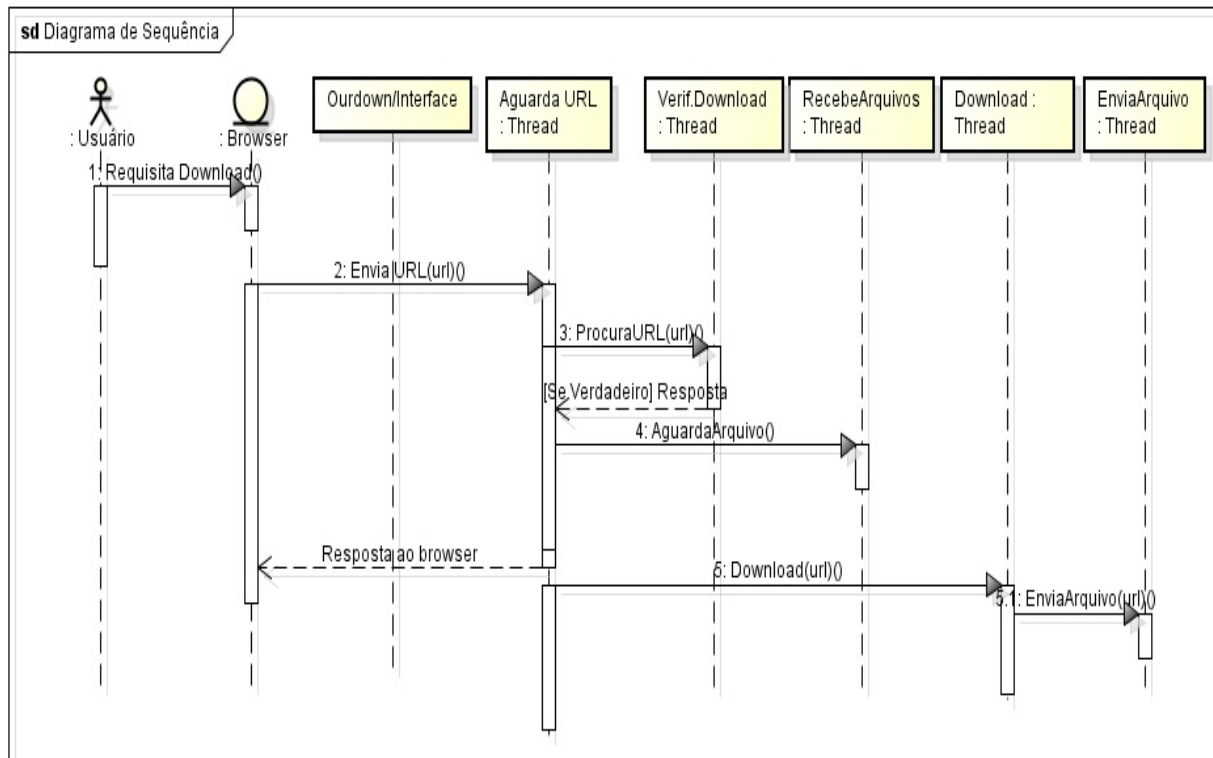 sd Diagrama de Sequência
: Usuário
: Browser
Ourdown/Interface
Aguarda URL
: Thread
Verif.Download
: Thread
RecebeArquivos
: Thread
Download :
Thread
EnviaArquivo
: Thread
1: Requisita Download()
2: Envia URL(url)()
3: ProcuraURL(url)()
[Se Verdadeiro] Resposta
4: AguardaArquivo()
Resposta ao browser
5: Download(url)()
5.1: EnviaArquivo(url)()